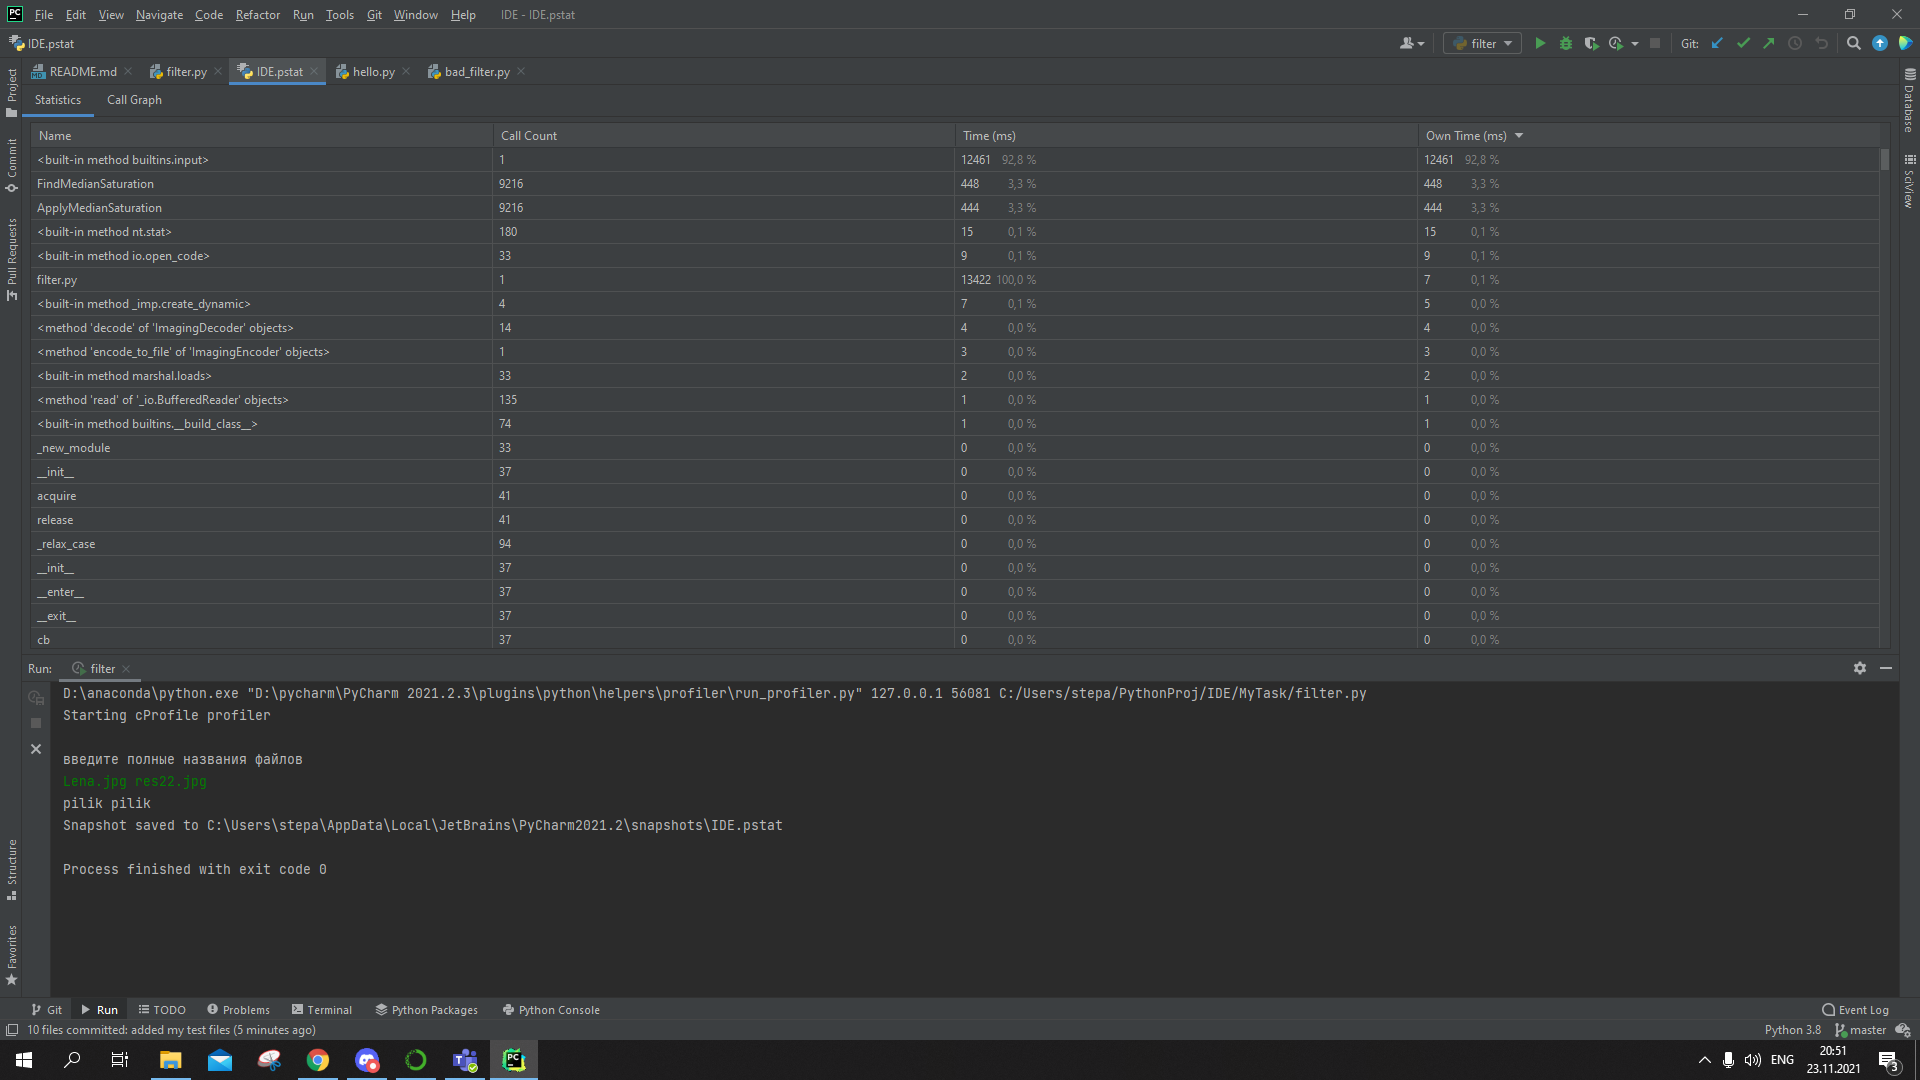 File Edit View Navigate Code Refactor Run Tools Git Window Help IDE - IDE.pstat
IDE.pstat filter Git:
README.md filter.py IDE.pstat hello.py bad_filter.py
Statistics Call Graph
Name Call Count Time (ms) Own Time (ms)
<built-in method builtins.input> 1 12461 92,8 % 12461 92,8 %
FindMedianSaturation 9216 448 3,3 % 448 3,3 %
ApplyMedianSaturation 9216 444 3,3 % 444 3,3 %
<built-in method nt.stat> 180 15 0,1 % 15 0,1 %
<built-in method io.open_code> 33 9 0,1 % 9 0,1 %
filter.py 1 13422 100,0 % 7 0,1 %
<built-in method _imp.create_dynamic> 4 7 0,1 % 5 0,0 %
<method 'decode' of 'ImagingDecoder' objects> 14 4 0,0 % 4 0,0 %
<method 'encode_to_file' of 'ImagingEncoder' objects> 1 3 0,0 % 3 0,0 %
<built-in method marshal.loads> 33 2 0,0 % 2 0,0 %
<method 'read' of '_io.BufferedReader' objects> 135 1 0,0 % 1 0,0 %
<built-in method builtins.__build_class__> 74 1 0,0 % 1 0,0 %
_new_module 33 0 0,0 % 0 0,0 %
__init__ 37 0 0,0 % 0 0,0 %
acquire 41 0 0,0 % 0 0,0 %
release 41 0 0,0 % 0 0,0 %
_relax_case 94 0 0,0 % 0 0,0 %
__init__ 37 0 0,0 % 0 0,0 %
__enter__ 37 0 0,0 % 0 0,0 %
__exit__ 37 0 0,0 % 0 0,0 %
cb 37 0 0,0 % 0 0,0 %
Project
Commit
Pull Requests
Structure
Favorites
Database
SciView
Run: filter
D:\anaconda\python.exe "D:\pycharm\PyCharm 2021.2.3\plugins\python\helpers\profiler\run_profiler.py" 127.0.0.1 56081 C:/Users/stepa/PythonProj/IDE/MyTask/filter.py
Starting cProfile profiler
введите полные названия файлов
Lena.jpg res22.jpg
pilik pilik
Snapshot saved to C:\Users\stepa\AppData\Local\JetBrains\PyCharm2021.2\snapshots\IDE.pstat
Process finished with exit code 0
Git Run TODO Problems Terminal Python Packages Python Console Event Log
10 files committed: added my test files (5 minutes ago) Python 3.8 master
ENG 20:51
23.11.2021 3